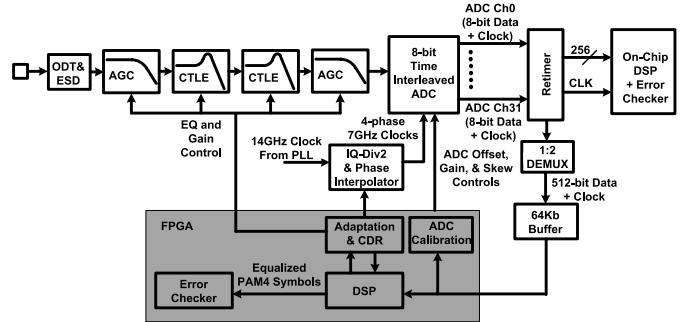 ODT&
ESD
AGC
CTLE
CTLE
AGC
8-bit
Time
Interleaved
ADC
ADC Ch0
(8-bit Data
+ Clock)
ADC Ch31
(8-bit Data
+ Clock)
Retimer
256
CLK
On-Chip
DSP
+ Error
Checker
EQ and
Gain
Control
14GHz Clock
From PLL
4-phase
7GHz Clocks
IQ-Div2
& Phase
Interpolator
ADC Offset,
Gain, & Skew
Controls
1:2
DEMUX
512-bit Data
+ Clock
64Kb
Buffer
FPGA
Adaptation
& CDR
ADC
Calibration
Equalized
PAM4 Symbols
Error
Checker
DSP